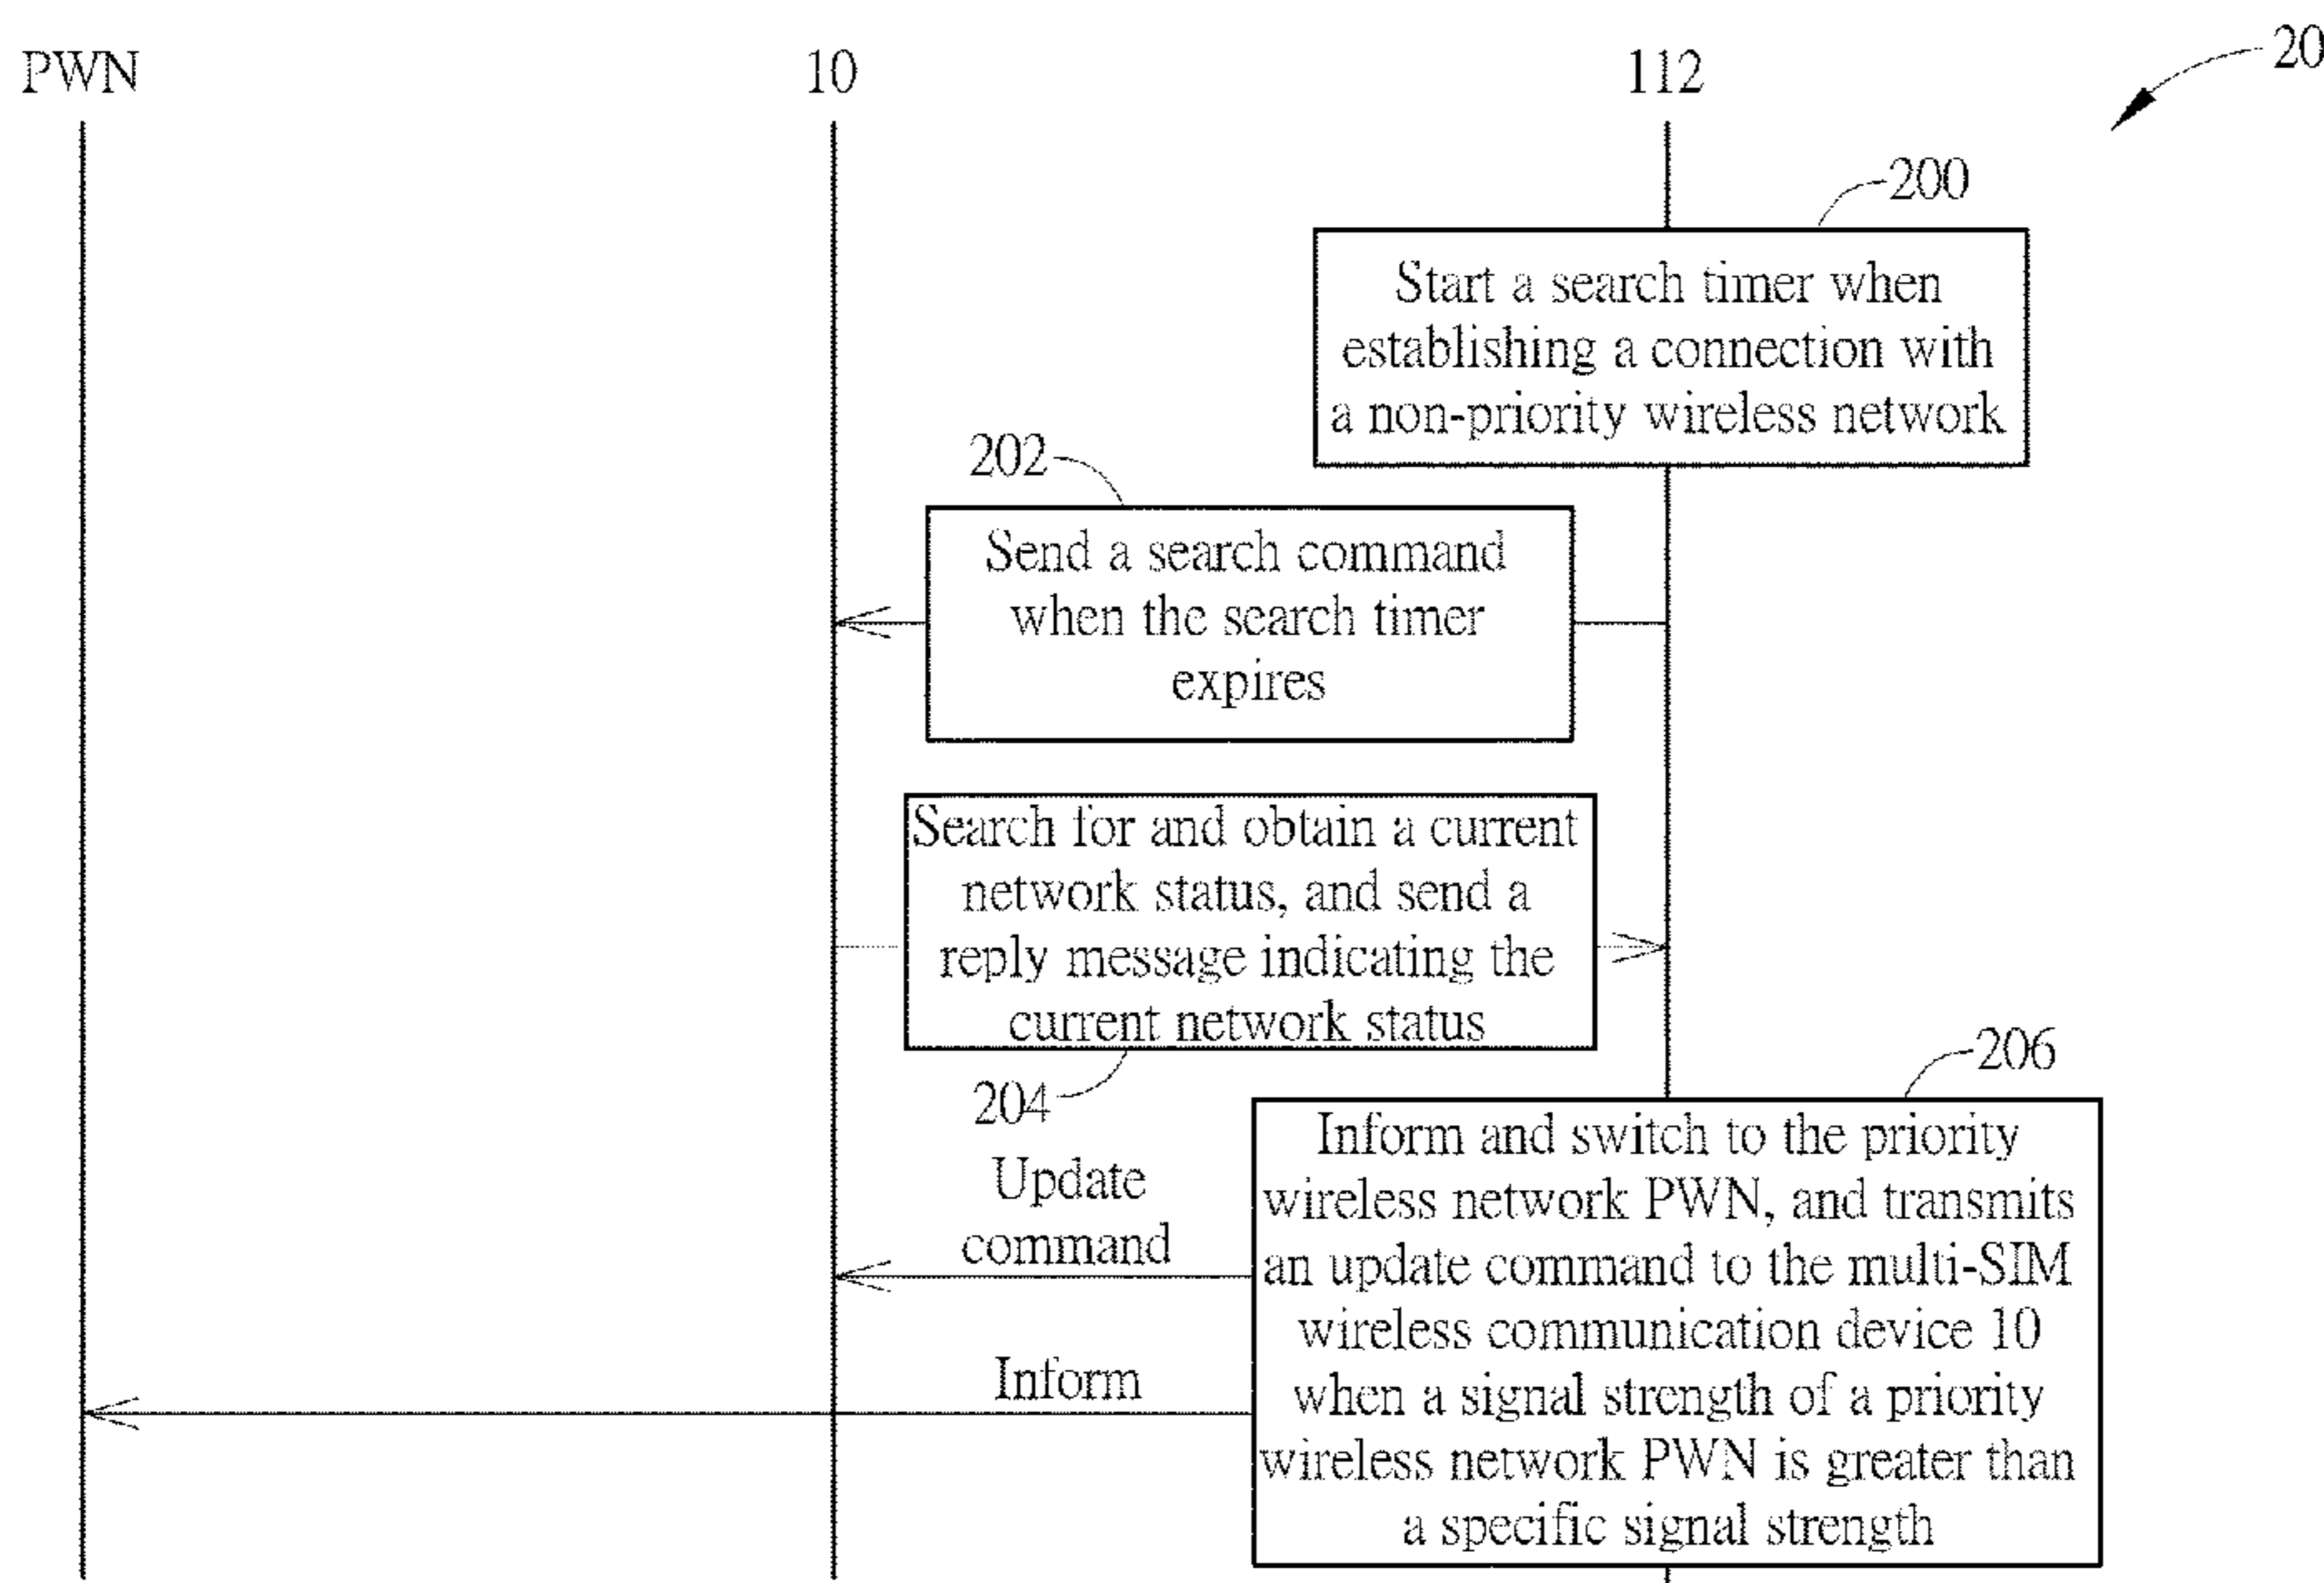 PWN
10
112
20
200
Start a search timer when
establishing a connection with
a non-priority wireless network
202
Send a search command
when the search timer
expires
Search for and obtain a current
network status, and send a
reply message indicating the
current network status
204
206
Update
command
Inform
Inform and switch to the priority
wireless network PWN, and transmits
an update command to the multi-SIM
wireless communication device 10
when a signal strength of a priority
wireless network PWN is greater than
a specific signal strength